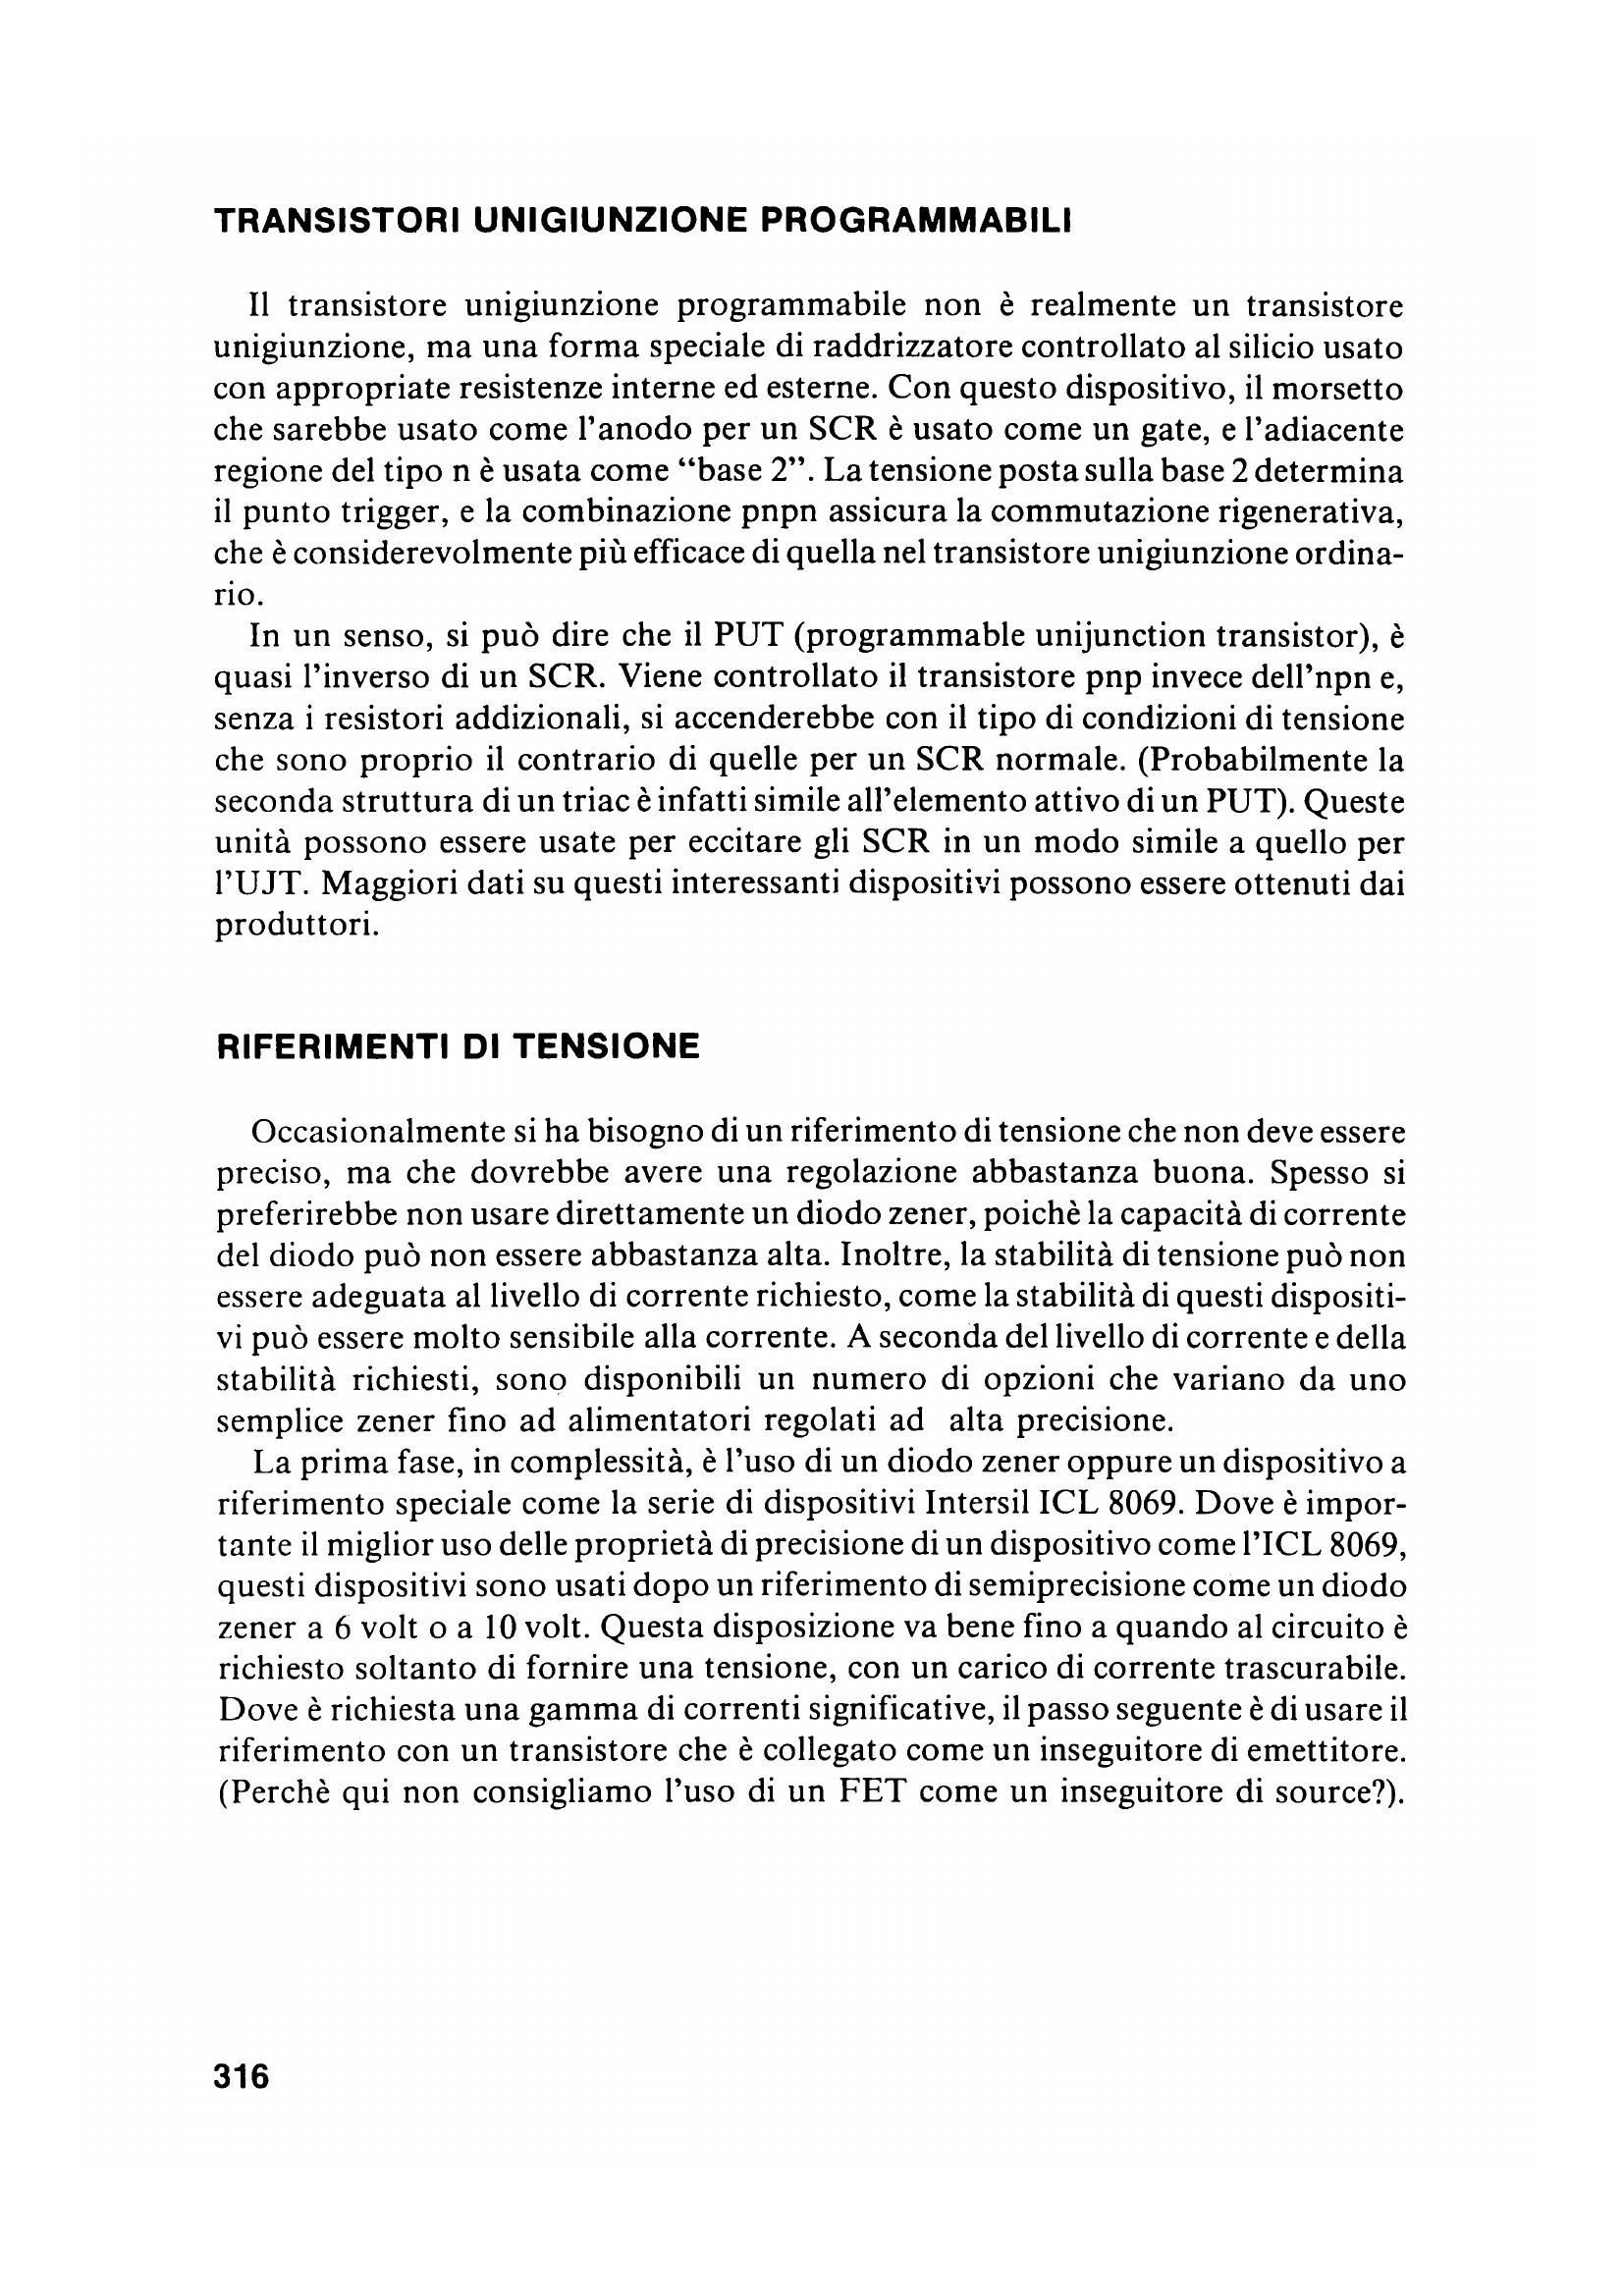 TRANSISTORI UNIGIUNZIONE PROGRAMMABILI
Il transistore unigiunzione programmabile non è realmente un transistore
unigiunzione, ma una forma speciale di raddrizzatore controllato al silicio usato
con appropriate resistenze interne ed esterne. Con questo dispositivo, il morsetto
che sarebbe usato come l'anodo per un SCR è usato come un gate, e l'adiacente
regione del tipo n è usata come “base 2”. La tensione posta sulla base 2 determina
il punto trigger, e la combinazione pnpn assicura la commutazione rigenerativa,
che è considerevolmente più efficace di quella nel transistore unigiunzione ordina-
rio.
In un senso, si può dire che il PUT (programmable unijunction transistor), è
quasi l'inverso di un SCR. Viene controllato il transistore pnp invece dell'npn e,
senza i resistori addizionali, si accenderebbe con il tipo di condizioni di tensione
che sono proprio il contrario di quelle per un SCR normale. (Probabilmente la
seconda struttura di un triac è infatti simile all'elemento attivo di un PUT). Queste
unità possono essere usate per eccitare gli SCR in un modo simile a quello per
l'UJT. Maggiori dati su questi interessanti dispositivi possono essere ottenuti dai
produttori.
RIFERIMENTI DI TENSIONE
Occasionalmente si ha bisogno di un riferimento di tensione che non deve essere
preciso, ma che dovrebbe avere una regolazione abbastanza buona. Spesso si
preferirebbe non usare direttamente un diodo zener, poichè la capacità di corrente
del diodo può non essere abbastanza alta. Inoltre, la stabilità di tensione può non
essere adeguata al livello di corrente richiesto, come la stabilità di questi dispositi-
vi può essere molto sensibile alla corrente. A seconda del livello di corrente e della
stabilità richiesti, sono disponibili un numero di opzioni che variano da uno
semplice zener fino ad alimentatori regolati ad alta precisione.
La prima fase, in complessità, è l'uso di un diodo zener oppure un dispositivo a
riferimento speciale come la serie di dispositivi Intersil ICL 8069. Dove è impor-
tante il miglior uso delle proprietà di precisione di un dispositivo come l'ICL 8069,
questi dispositivi sono usati dopo un riferimento di semiprecisione come un diodo
zener a 6 volt o a 10 volt. Questa disposizione va bene fino a quando al circuito è
richiesto soltanto di fornire una tensione, con un carico di corrente trascurabile.
Dove è richiesta una gamma di correnti significative, il passo seguente è di usare il
riferimento con un transistore che è collegato come un inseguitore di emettitore.
(Perchè qui non consigliamo l'uso di un FET come un inseguitore di source?).
316